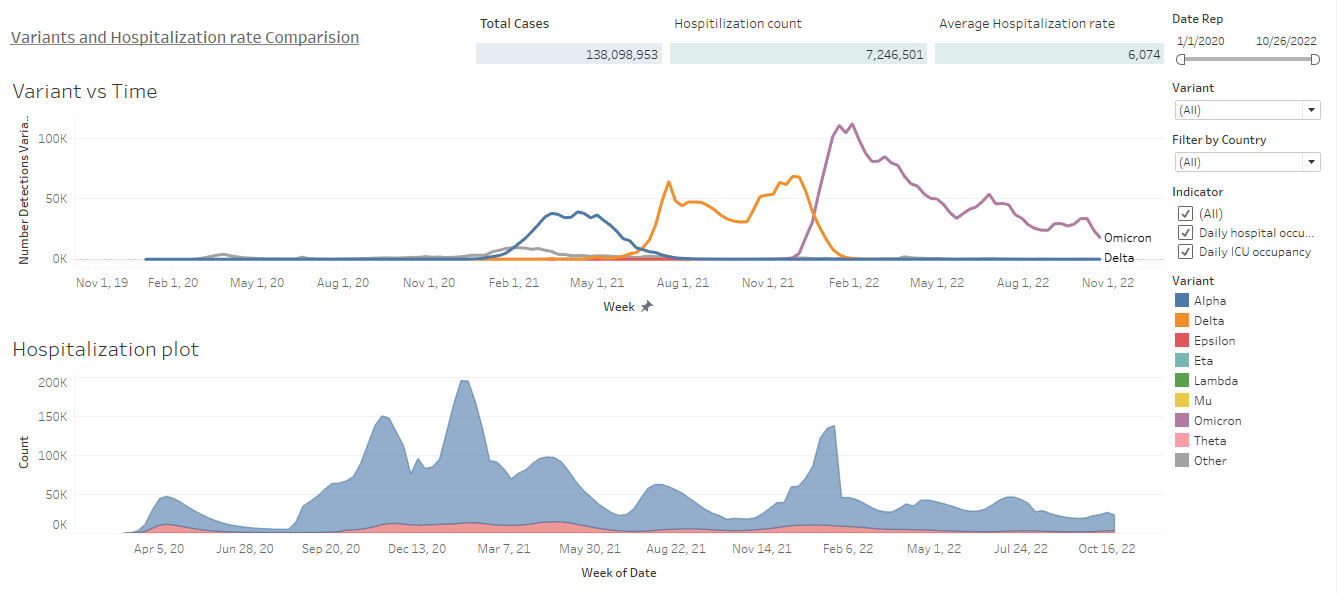 Variants and Hospitalization rate Comparision
Total Cases
138,098,953
Hospitilization count
7,246,501
Average Hospitalization rate
6,074
Date Rep
1/1/2020 10/26/2022
Variant
(All)
Filter by Country
(All)
Indicator
(All)
Daily hospital occu...
Daily ICU occupancy
Variant
Alpha
Delta
Epsilon
Eta
Lambda
Mu
Omicron
Theta
Other
Variant vs Time
Number Detections Varia..
100K
50K
0K
Omicron
Delta
Nov 1, 19 Feb 1, 20 May 1, 20 Aug 1, 20 Nov 1, 20 Feb 1, 21 May 1, 21 Aug 1, 21 Nov 1, 21 Feb 1, 22 May 1, 22 Aug 1, 22 Nov 1, 22
Week
Hospitalization plot
Count
200K
150K
100K
50K
0K
Apr 5, 20 Jun 28, 20 Sep 20, 20 Dec 13, 20 Mar 7, 21 May 30, 21 Aug 22, 21 Nov 14, 21 Feb 6, 22 May 1, 22 Jul 24, 22 Oct 16, 22
Week of Date